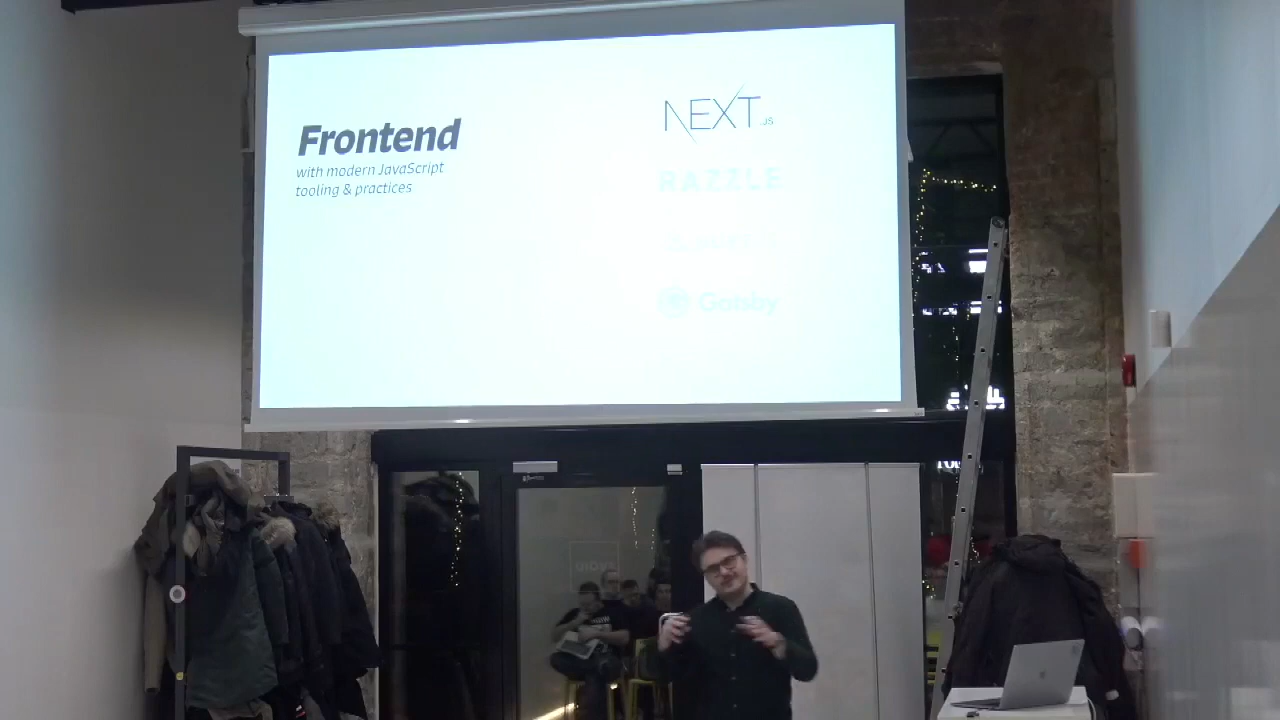 Frontend
with modern JavaScript
tooling & practices
NEXT.JS
RAZZLE
Gatsby